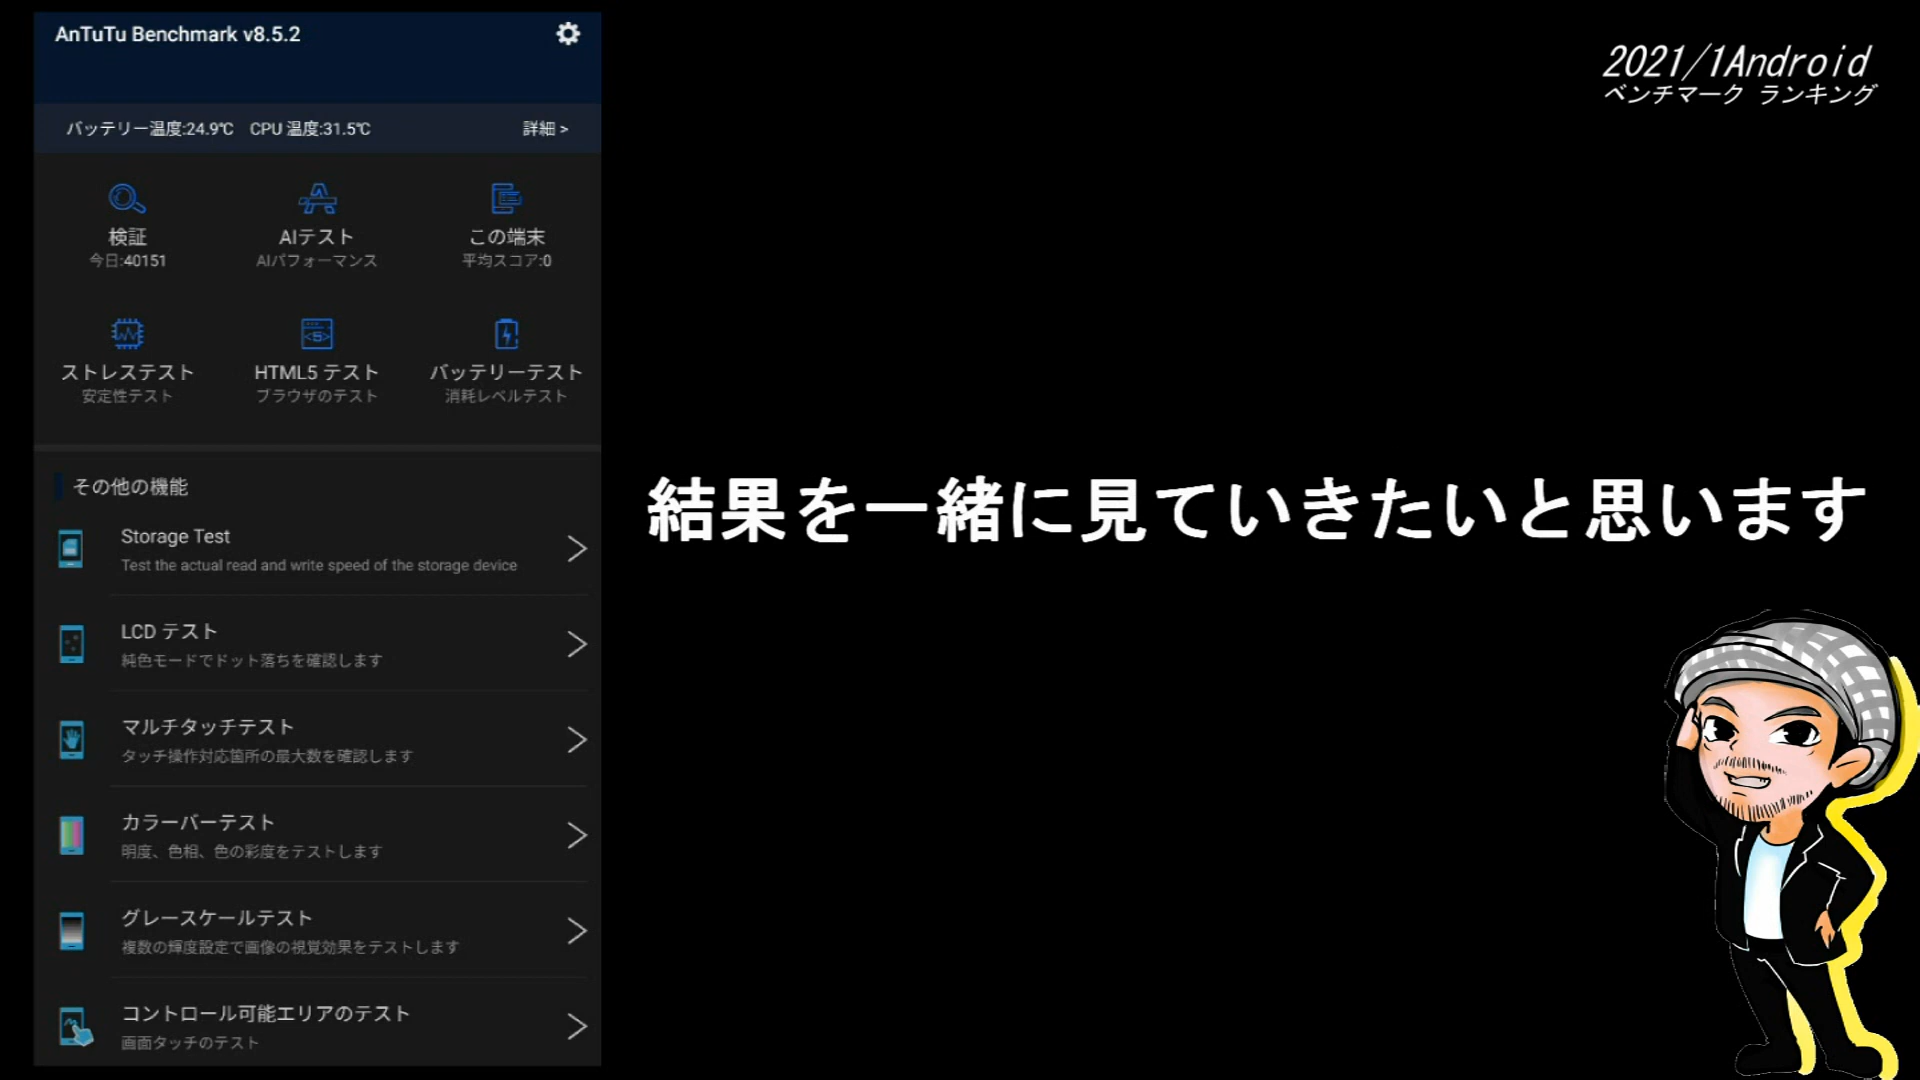 AnTuTu Benchmark v8.5.2
バッテリー温度:24.9℃ CPU 温度:31.5℃ 詳細 >
検証 AIテスト この端末
今日:40151 AIパフォーマンス 平均スコア:0
ストレステスト HTML5 テスト バッテリーテスト
安定性テスト ブラウザのテスト 消耗レベルテスト
その他の機能
Storage Test
Test the actual read and write speed of the storage device
LCD テスト
純色モードでドット落ちを確認します
マルチタッチテスト
タッチ操作対応箇所の最大数を確認します
カラーバーテスト
明度、色相、色の彩度をテストします
グレースケールテスト
複数の輝度設定で画像の視覚効果をテストします
コントロール可能エリアのテスト
画面タッチのテスト
2021/1Android
ベンチマーク ランキング
結果を一緒に見ていきたいと思います